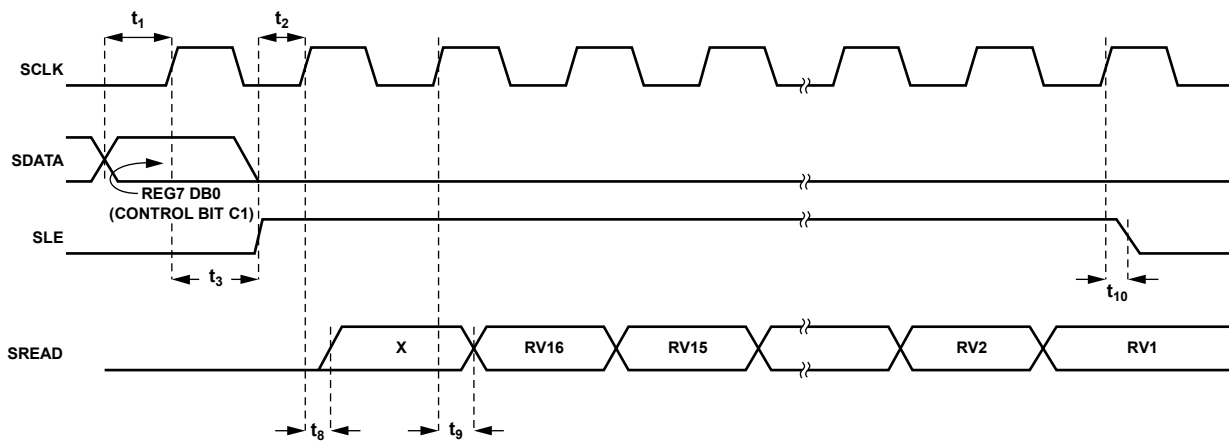 t1
t2
SCLK
SDATA
REG7 DB0
(CONTROL BIT C1)
SLE
t3
t10
SREAD
X
RV16
RV15
RV2
RV1
t8
t9